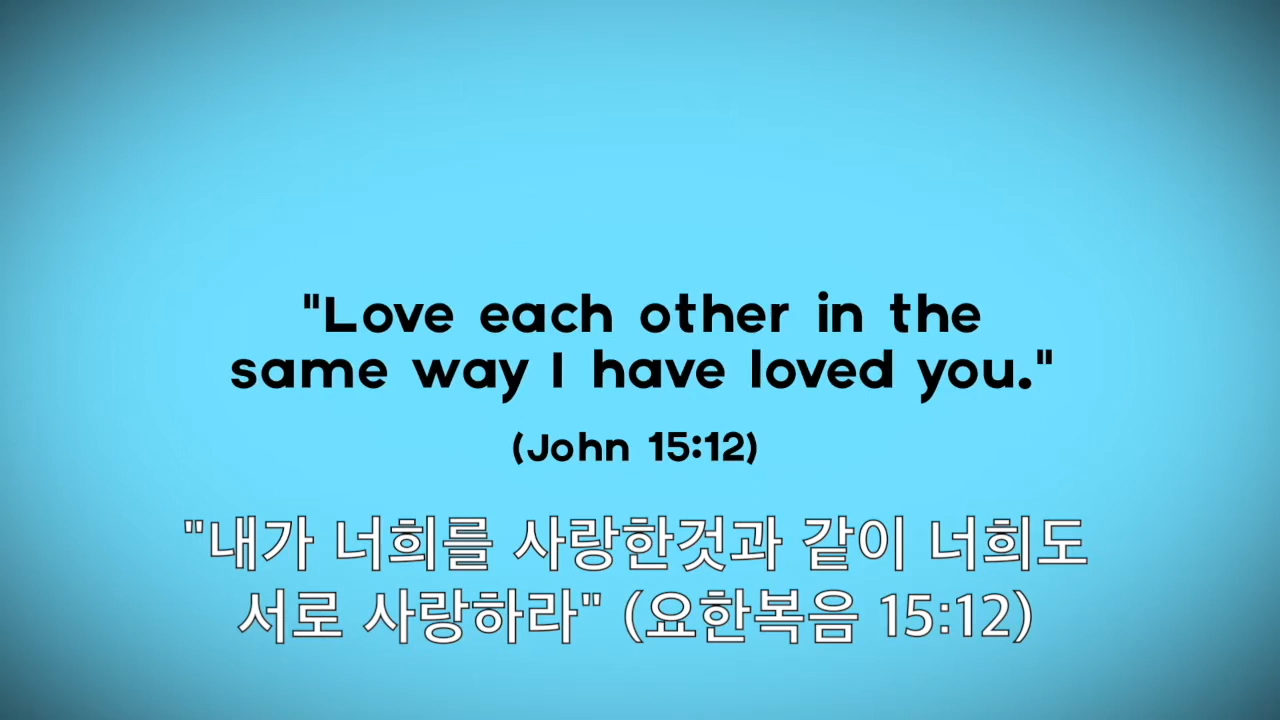 "Love each other in the
same way I have loved you."
(John 15:12)
"내가 너희를 사랑한것과 같이 너희도
서로 사랑하라" (요한복음 15:12)